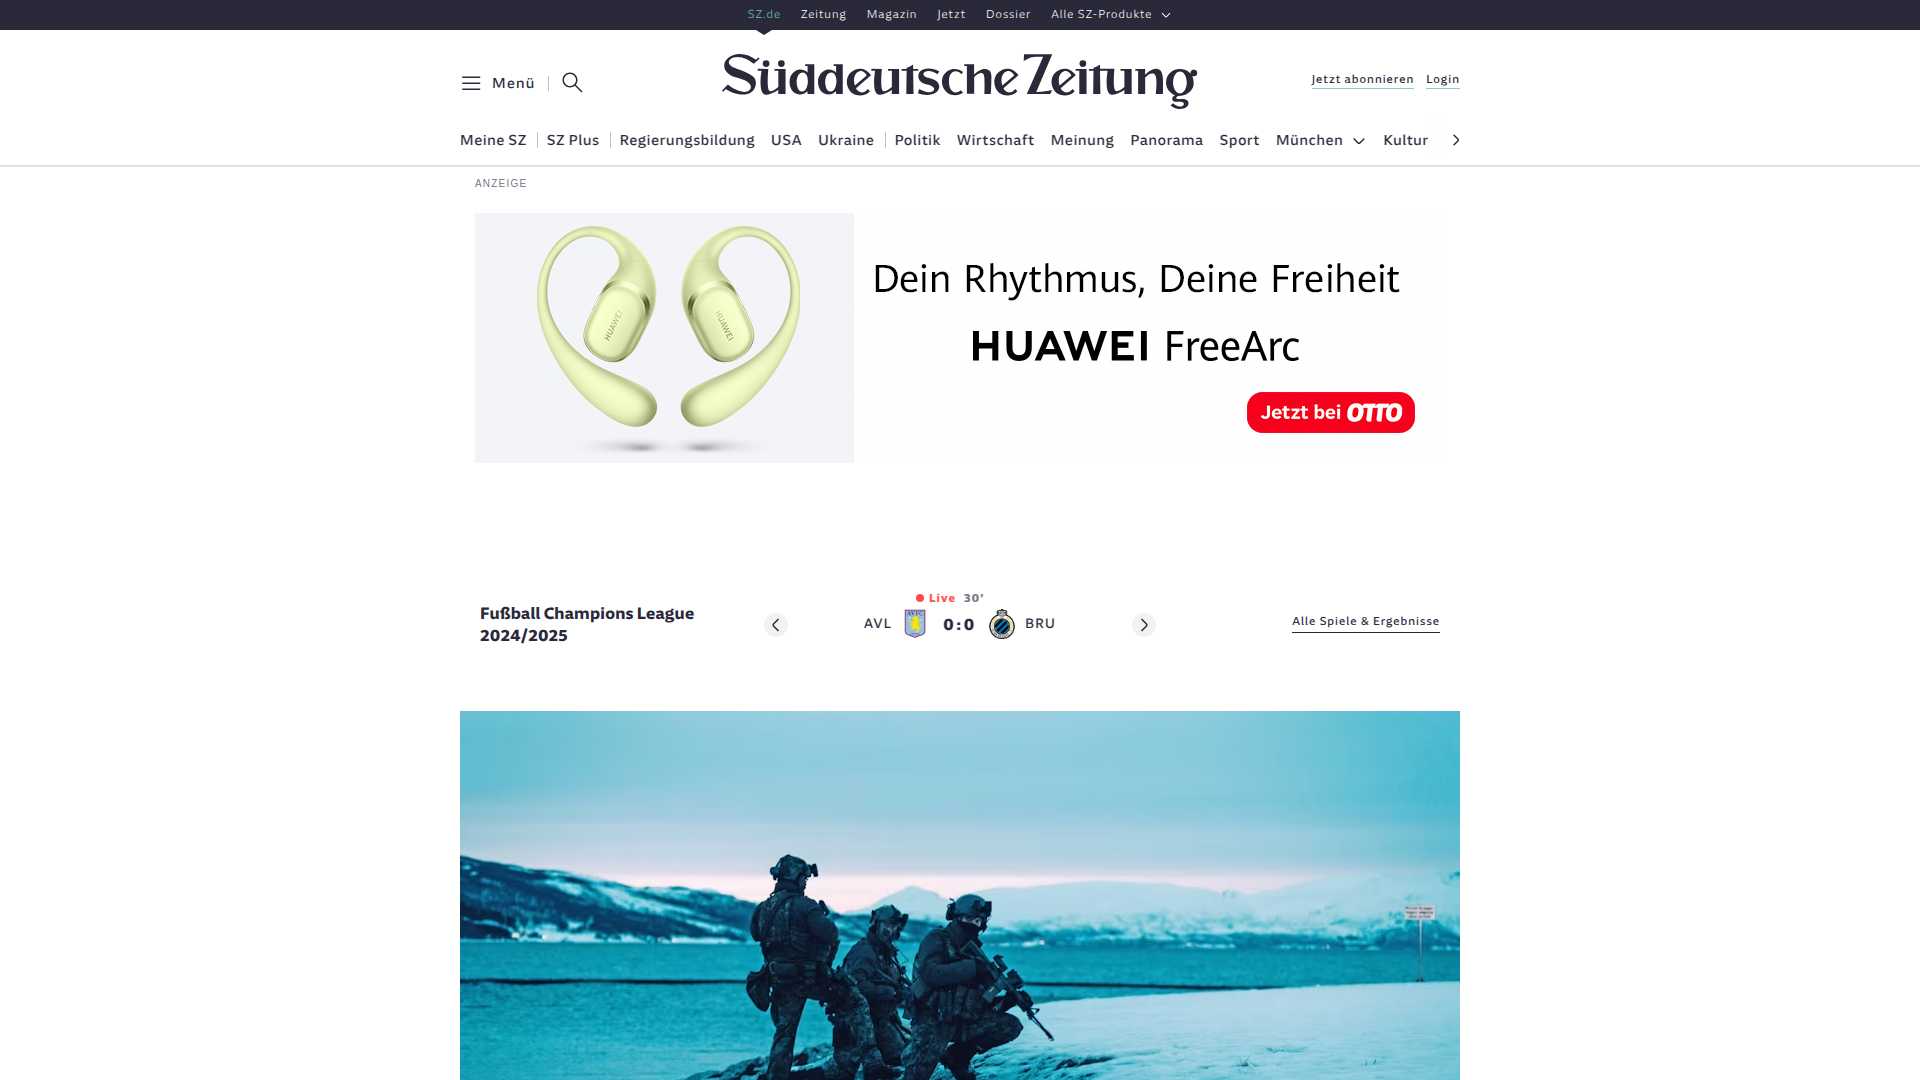 SZ.de Zeitung Magazin Jetzt Dossier Alle SZ-Produkte
Menü
Süddeutsche Zeitung
Jetzt abonnieren Login
Meine SZ SZ Plus Regierungsbildung USA Ukraine Politik Wirtschaft Meinung Panorama Sport München Kultur
ANZEIGE
HUAWEI HUAWEI
Dein Rhythmus, Deine Freiheit
HUAWEI FreeArc
Jetzt bei OTTO
Fußball Champions League
2024/2025
Live 30'
AVL 0:0 BRU
Alle Spiele & Ergebnisse